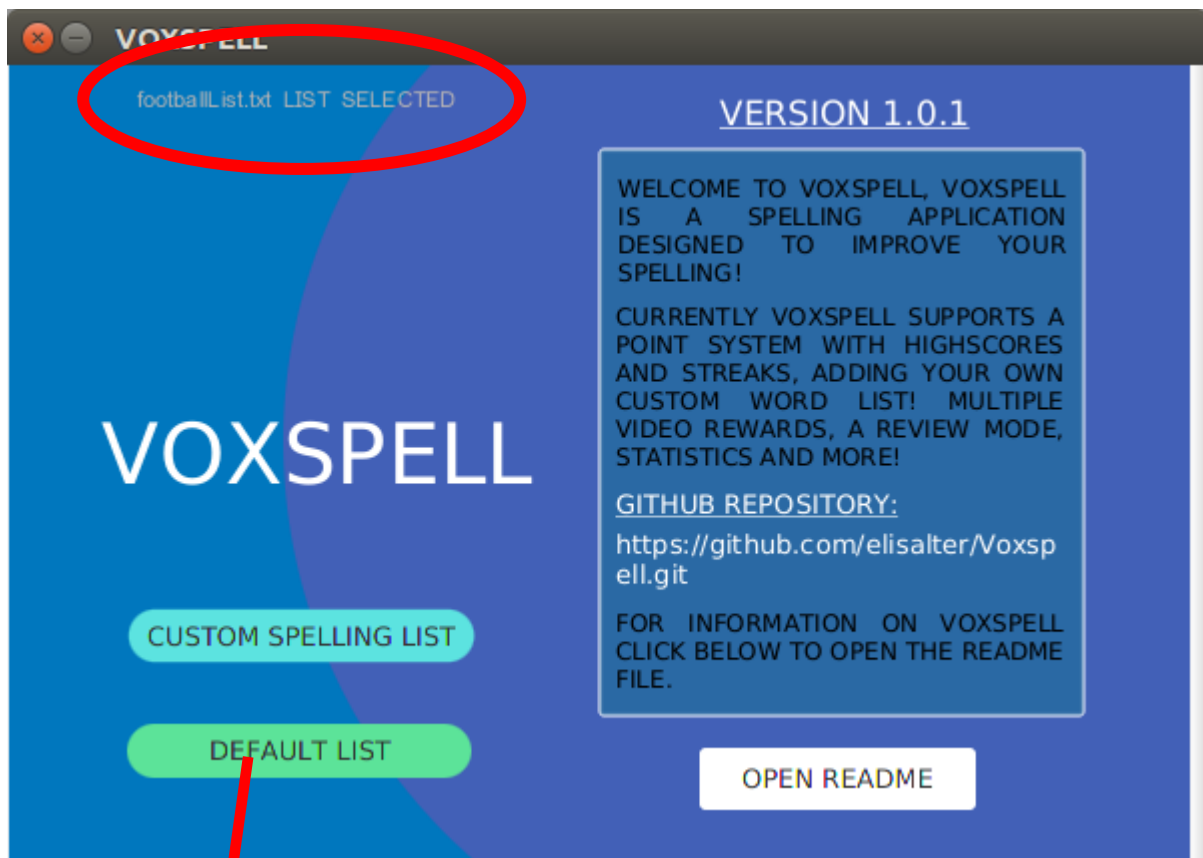 VOXSPELL
footballList.txt LIST SELECTED
VERSION 1.0.1
WELCOME TO VOXSPELL, VOXSPELL
IS A SPELLING APPLICATION
DESIGNED TO IMPROVE YOUR
SPELLING!
CURRENTLY VOXSPELL SUPPORTS A
POINT SYSTEM WITH HIGHSCORES
AND STREAKS, ADDING YOUR OWN
CUSTOM WORD LIST! MULTIPLE
VIDEO REWARDS, A REVIEW MODE,
STATISTICS AND MORE!
GITHUB REPOSITORY:
https://github.com/elisalter/Voxsp
ell.git
FOR INFORMATION ON VOXSPELL
CLICK BELOW TO OPEN THE README
FILE.
OPEN README
VOXSPELL
CUSTOM SPELLING LIST
DEFAULT LIST